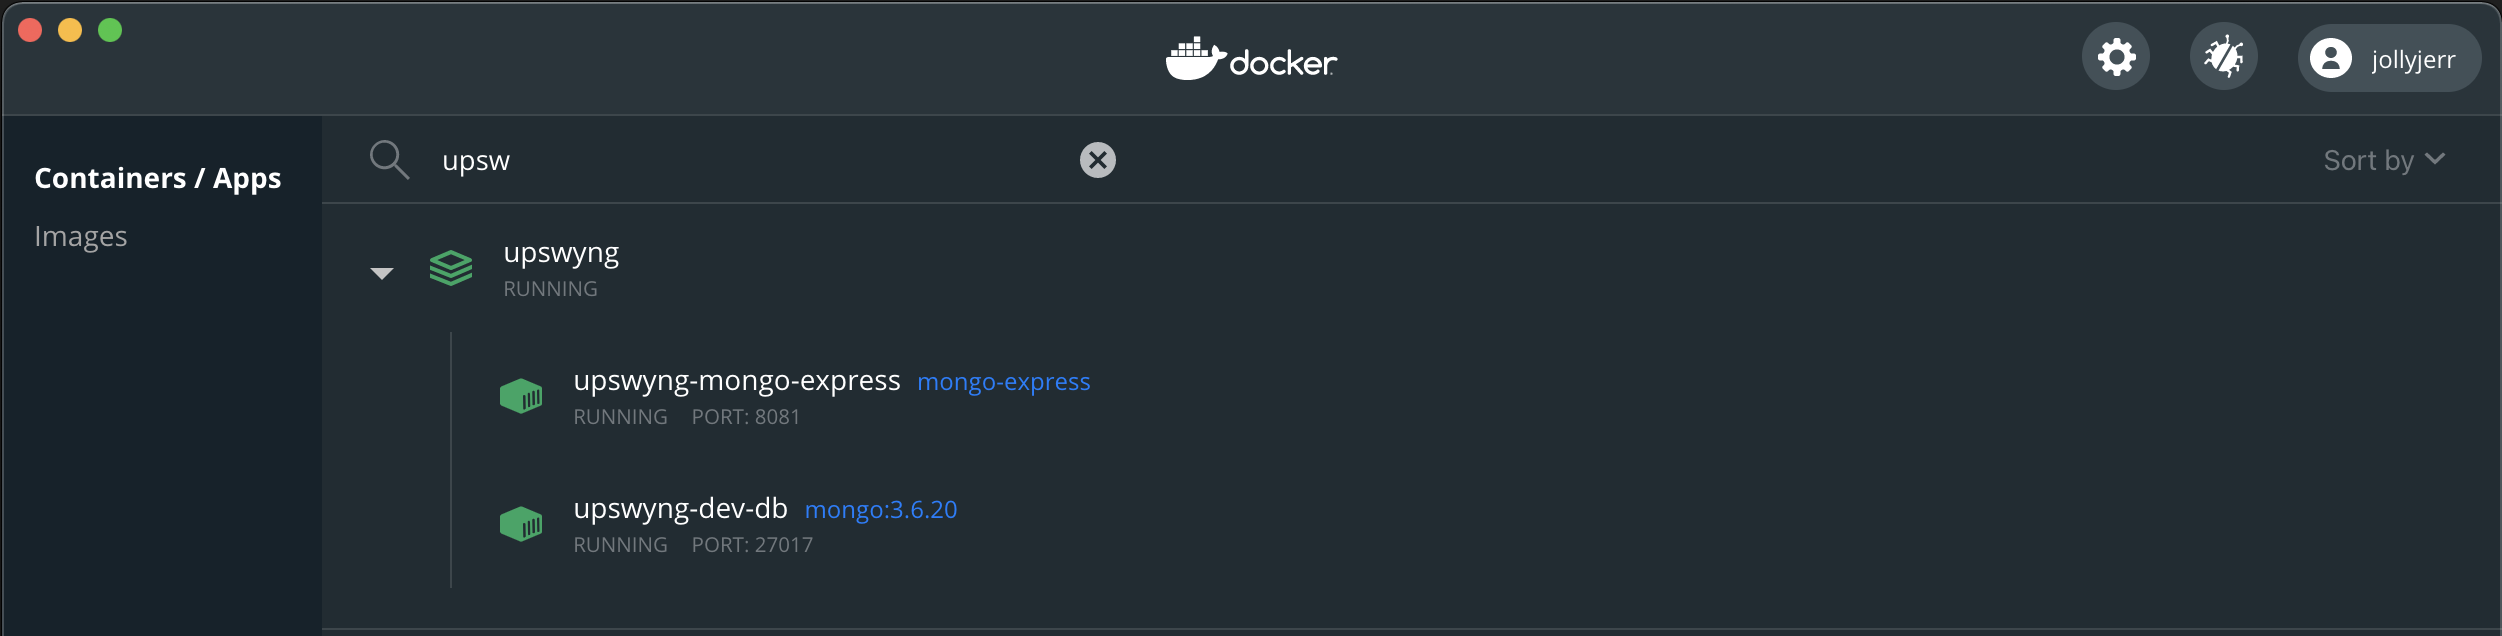 docker
jollyjerr
Containers / Apps
Images
upsw
Sort by
upswyng
RUNNING
upswyng-mongo-express mongo-express
RUNNING PORT: 8081
upswyng-dev-db mongo:3.6.20
RUNNING PORT: 27017